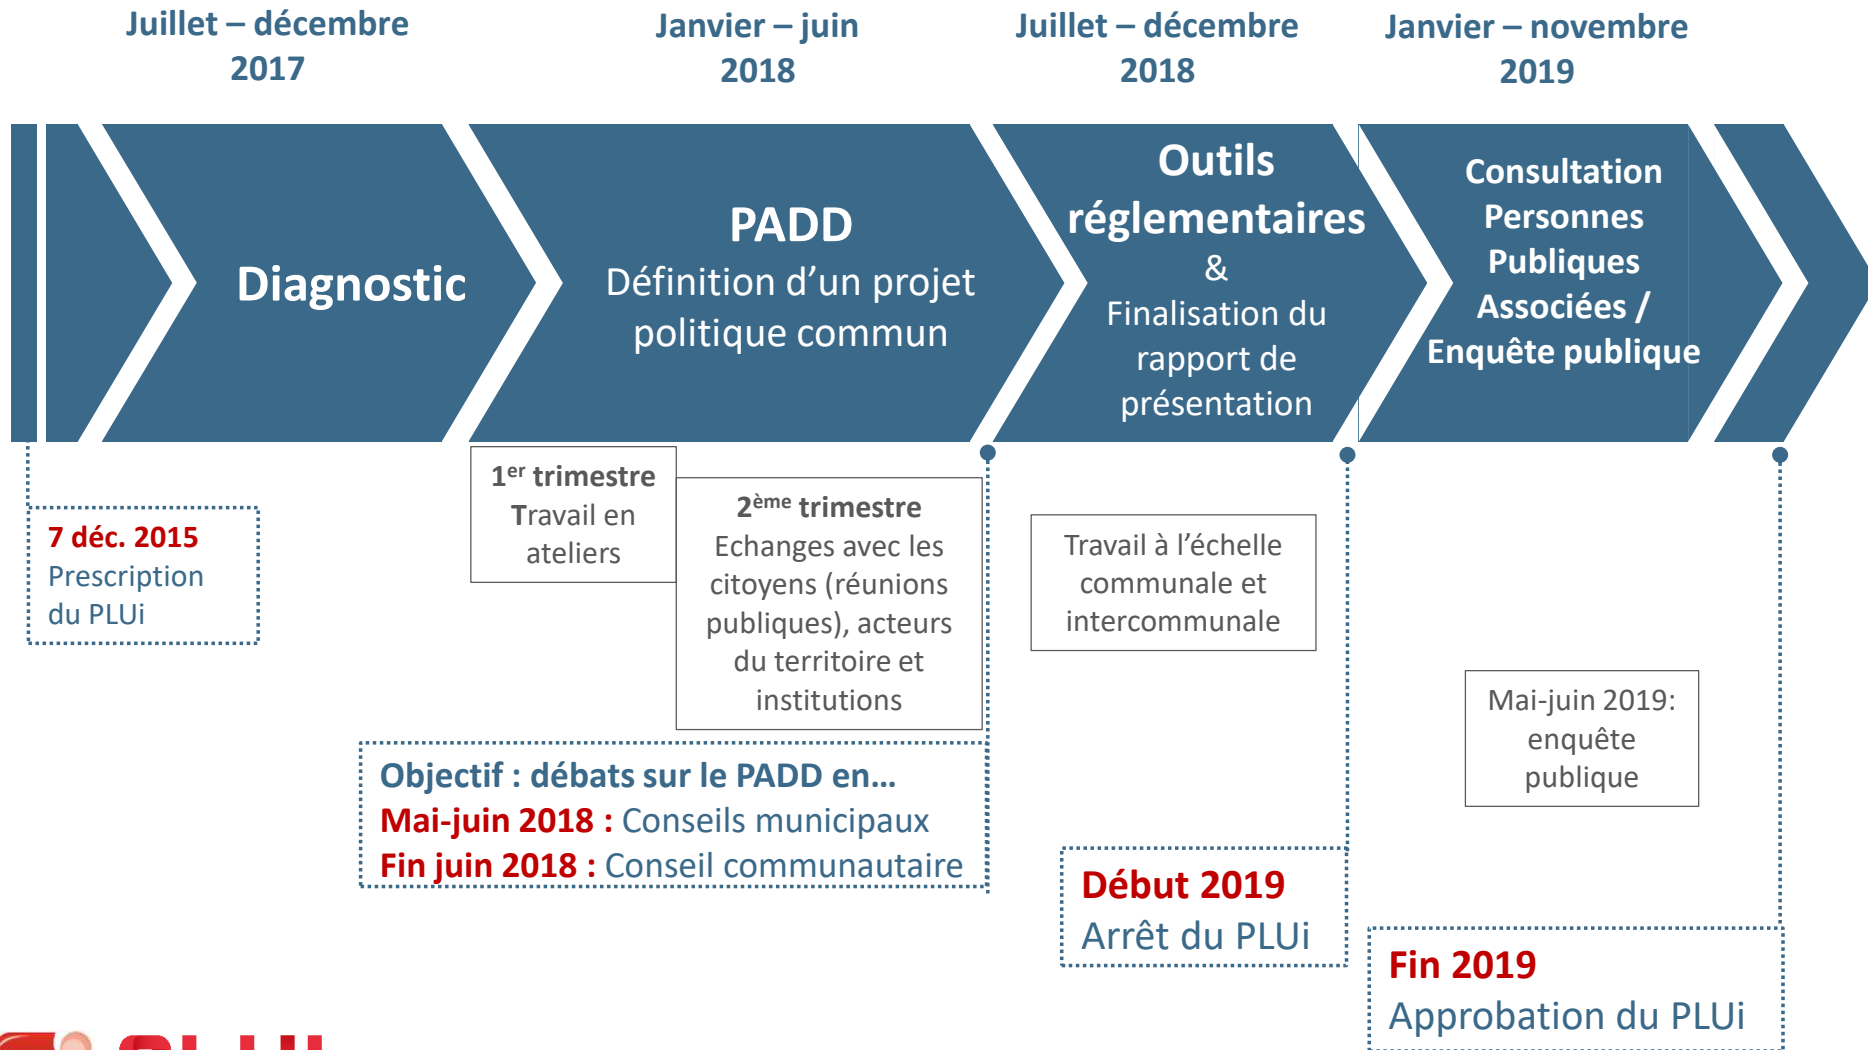 Juillet – décembre
2017
Janvier – juin
2018
Juillet – décembre
2018
Janvier – novembre
2019
Diagnostic
PADD
Définition d’un projet
politique commun
Outils
réglementaires
&
Finalisation du
rapport de
présentation
Consultation
Personnes
Publiques
Associées /
Enquête publique
7 déc. 2015
Prescription
du PLUi
1er trimestre
Travail en
ateliers
2ème trimestre
Echanges avec les
citoyens (réunions
publiques), acteurs
du territoire et
institutions
Objectif : débats sur le PADD en…
Mai-juin 2018 : Conseils municipaux
Fin juin 2018 : Conseil communautaire
Travail à l’échelle
communale et
intercommunale
Début 2019
Arrêt du PLUi
Mai-juin 2019:
enquête
publique
Fin 2019
Approbation du PLUi